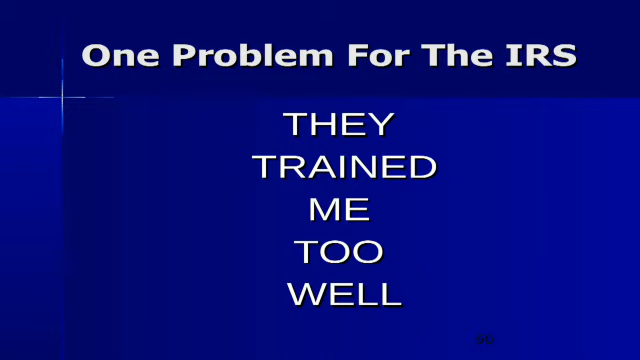 One Problem For The IRS
THEY
TRAINED
ME
TOO
WELL
90